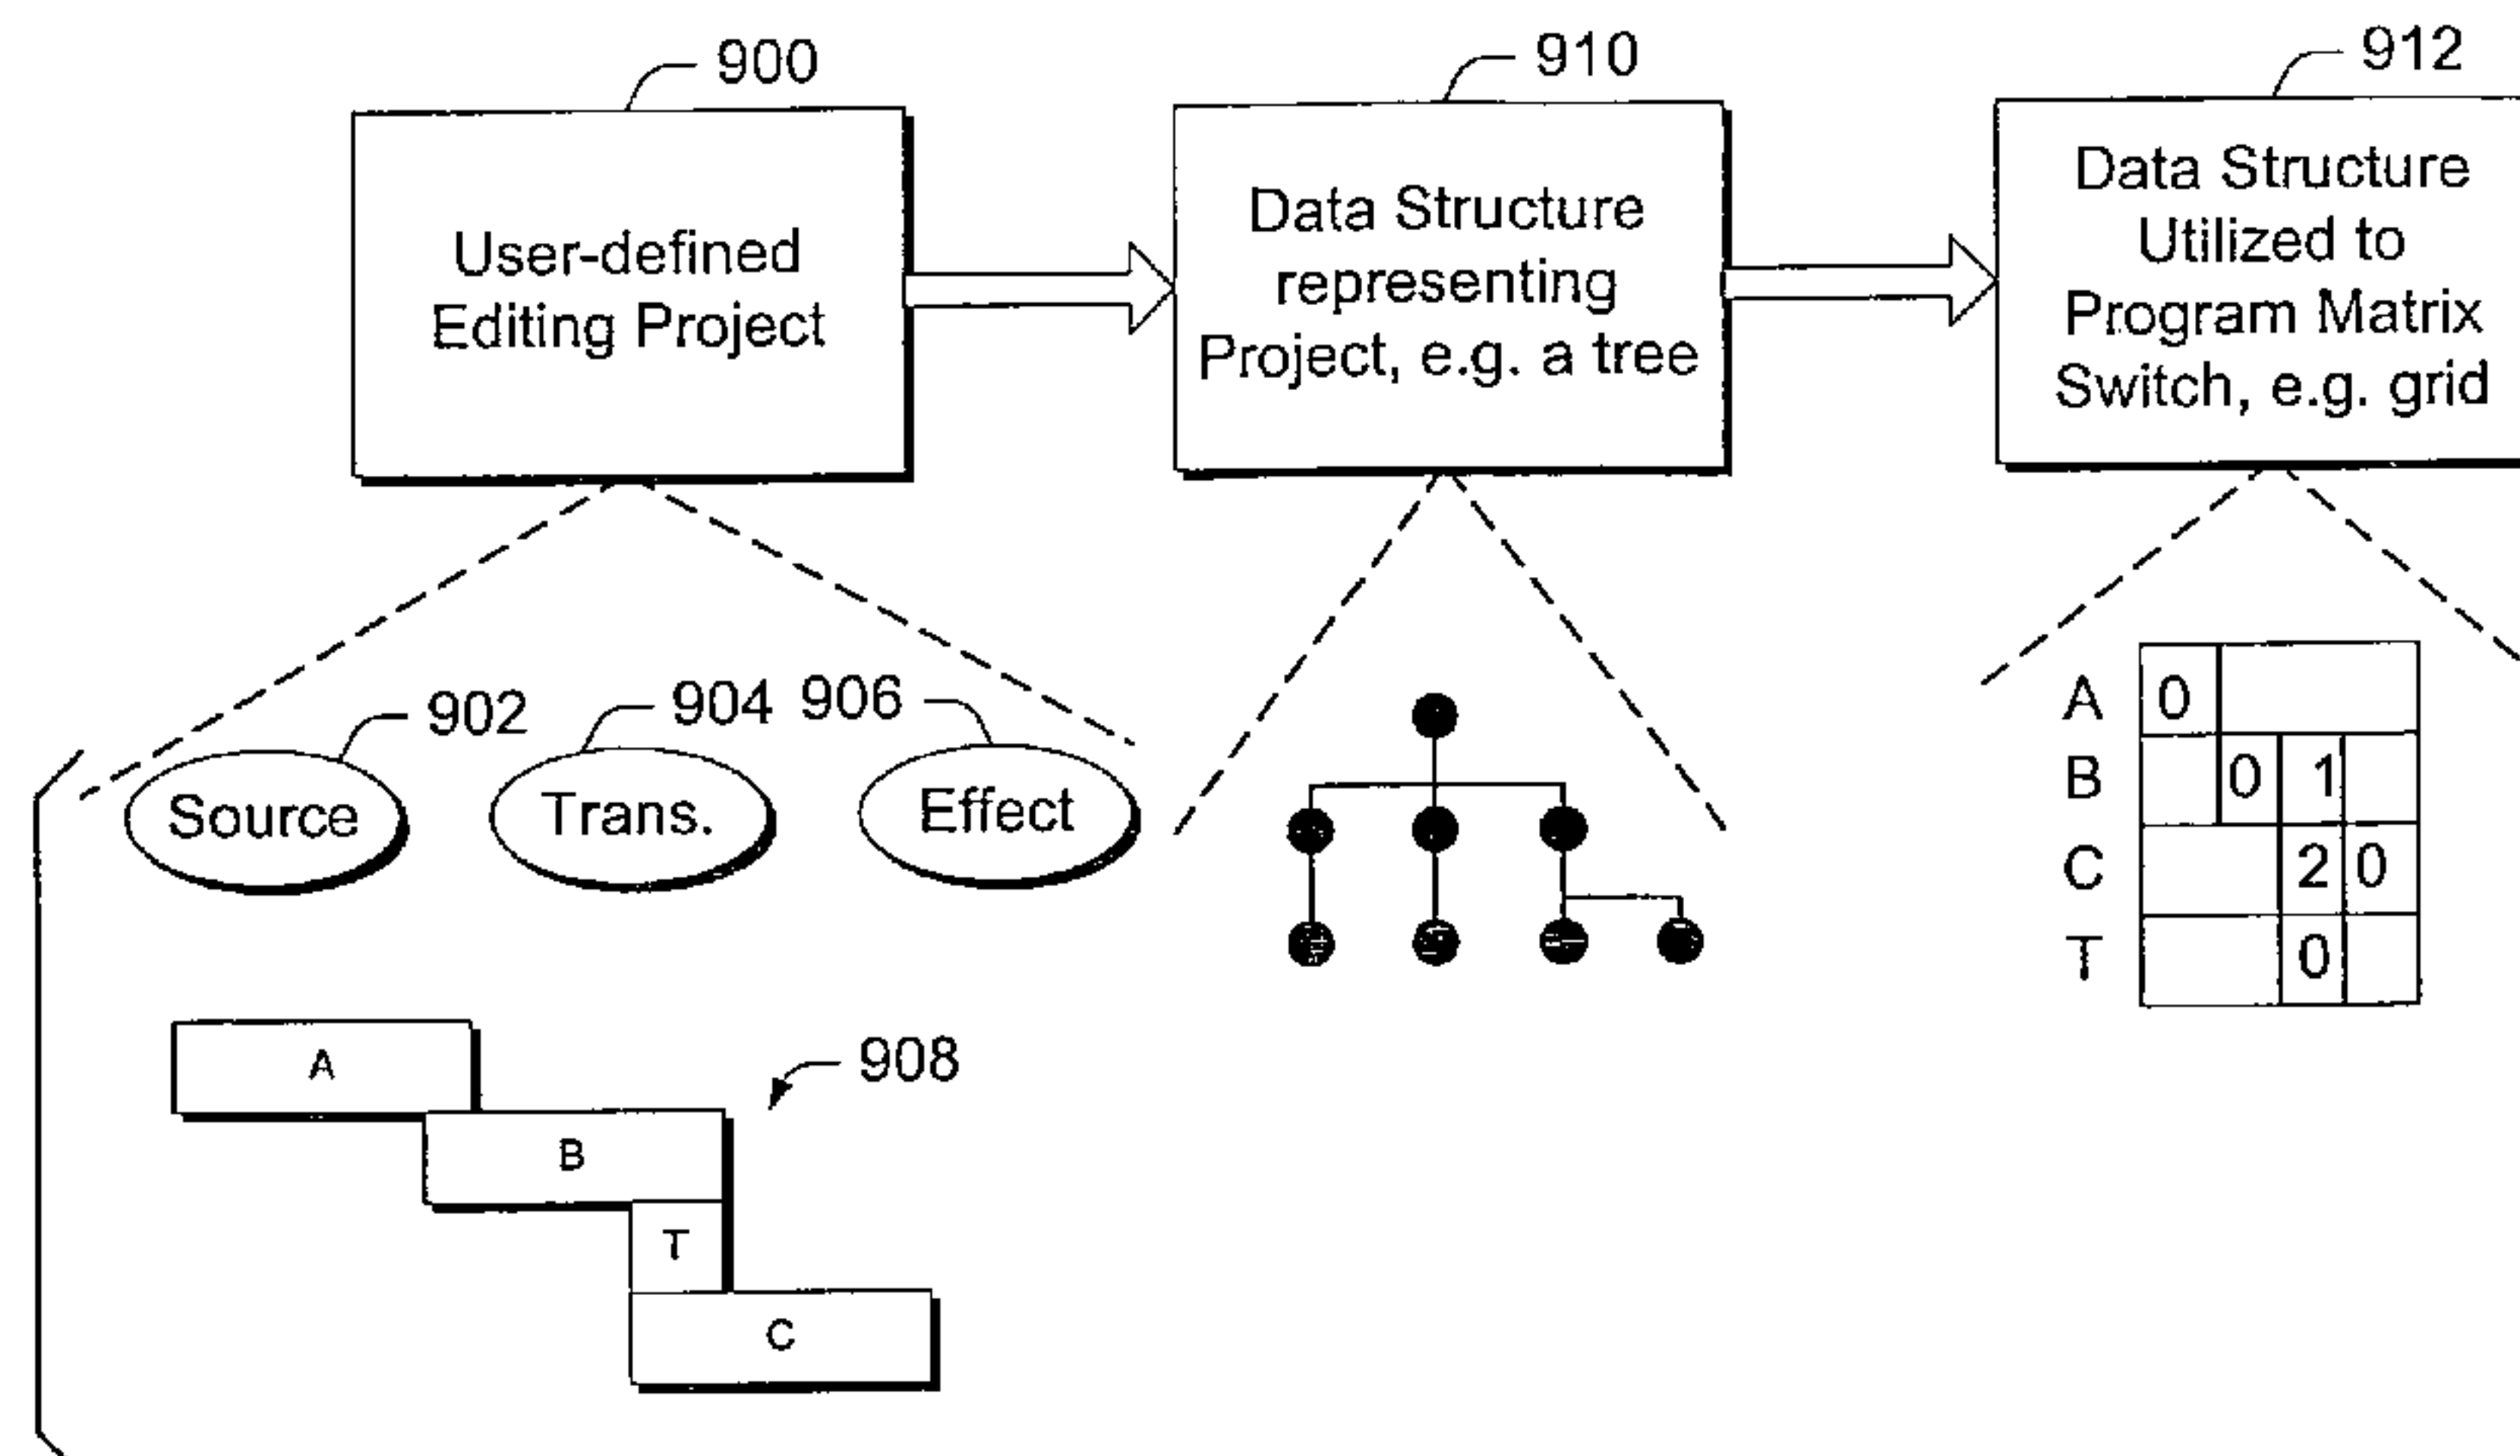 900
910
912
User-defined
Editing Project
Data Structure
representing
Project, e.g. a tree
Data Structure
Utilized to
Program Matrix
Switch, e.g. grid
902
904
906
Source
Trans.
Effect
A 0
B 0 1
C 2 0
T 0
908
A
B
T
C